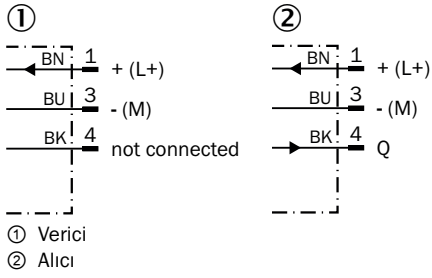 ① ②
BN 1 + (L+) BN 1 + (L+)
BU 3 - (M) BU 3 - (M)
BK 4 not connected BK 4 Q
① Verici
② Alıcı